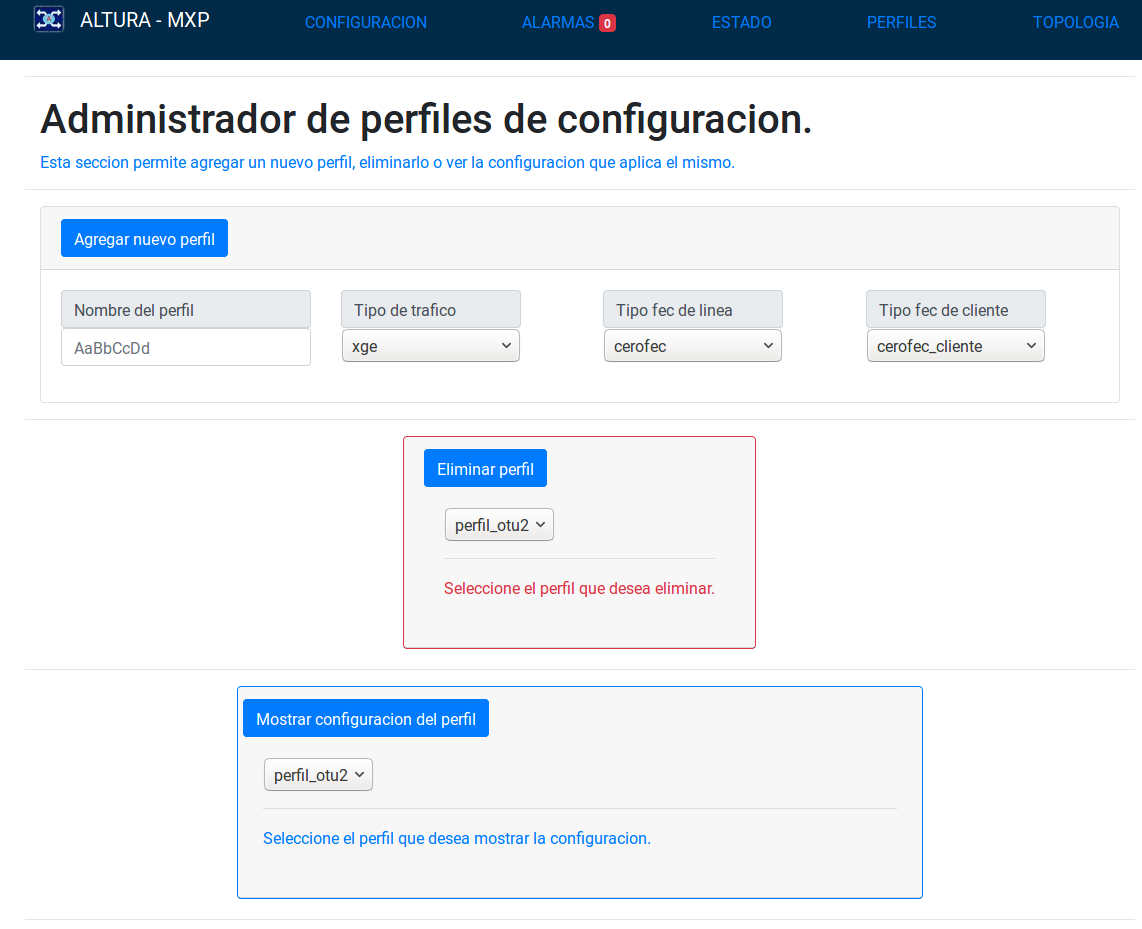 ALTURA - MXP CONFIGURACION ALARMAS 0 ESTADO PERFILES TOPOLOGIA
Administrador de perfiles de configuracion.
Esta seccion permite agregar un nuevo perfil, eliminarlo o ver la configuracion que aplica el mismo.
Agregar nuevo perfil
Nombre del perfil Tipo de trafico Tipo fec de linea Tipo fec de cliente
AaBbCcDd xge cerofec cerofec_cliente
Eliminar perfil
perfil_otu2
Seleccione el perfil que desea eliminar.
Mostrar configuracion del perfil
perfil_otu2
Seleccione el perfil que desea mostrar la configuracion.